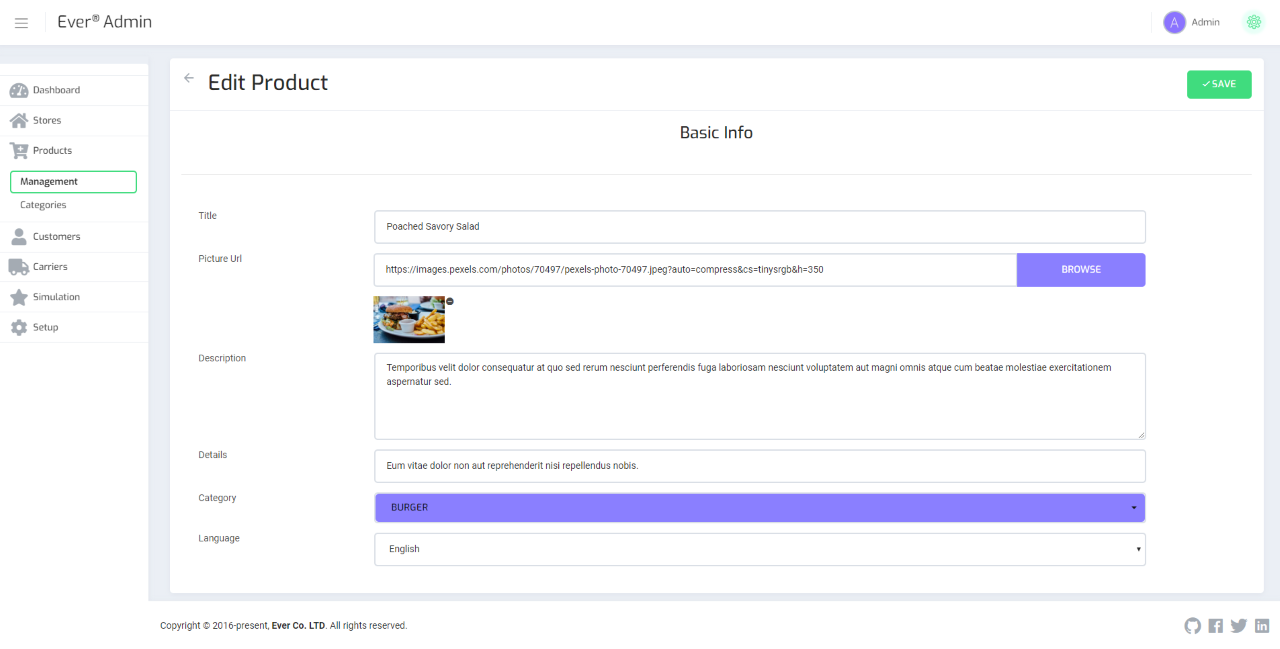 Ever® Admin
A Admin
Dashboard
Stores
Products
Management
Categories
Customers
Carriers
Simulation
Setup
Edit Product
SAVE
Basic Info
Title
Poached Savory Salad
Picture Url
https://images.pexels.com/photos/70497/pexels-photo-70497.jpeg?auto=compress&cs=tinysrgb&h=350
BROWSE
Description
Temporibus velit dolor consequatur at quo sed rerum nesciunt perferendis fuga laboriosam nesciunt voluptatem aut magni omnis atque cum beatae molestiae exercitationem
aspernatur sed.
Details
Eum vitae dolor non aut reprehenderit nisi repellendus nobis.
Category
BURGER
Language
English
Copyright © 2016-present, Ever Co. LTD. All rights reserved.